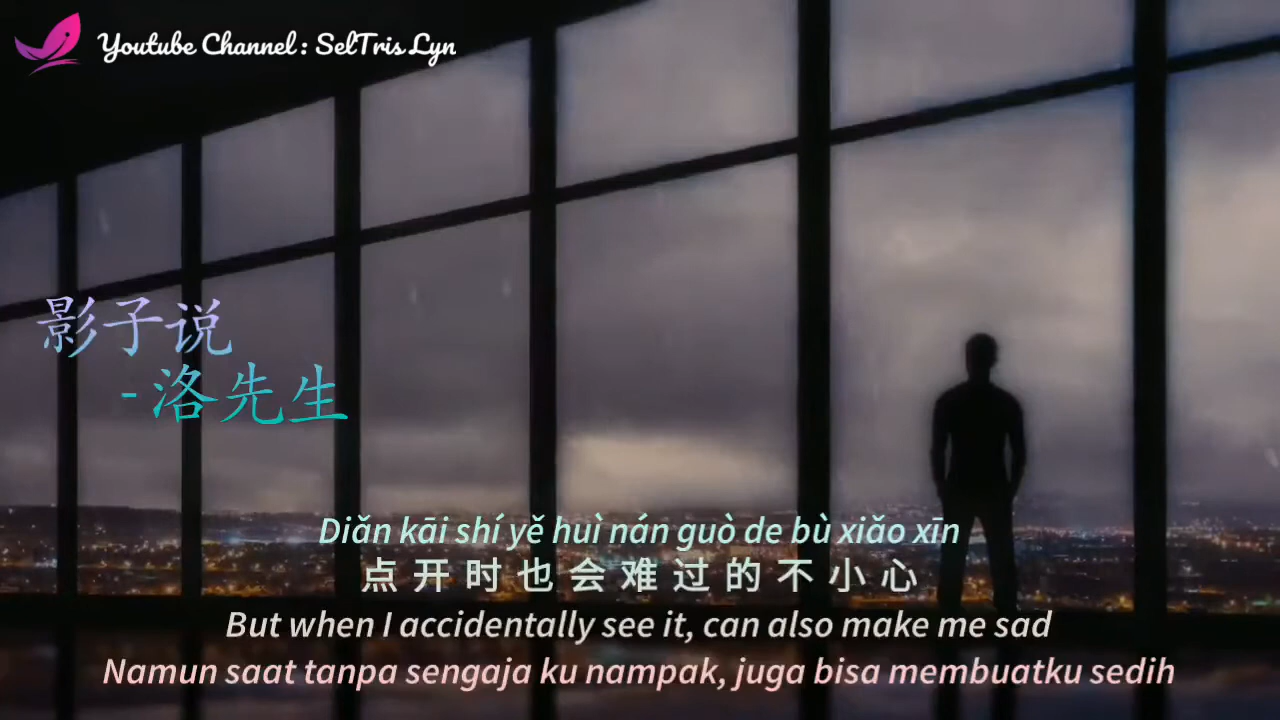 Youtube Channel : SelTris Lyn
影子说
-洛先生
Diǎn kāi shí yě huì nán guò de bù xiǎo xīn
点开时也会难过的不小心
But when I accidentally see it, can also make me sad
Namun saat tanpa sengaja ku nampak, juga bisa membuatku sedih